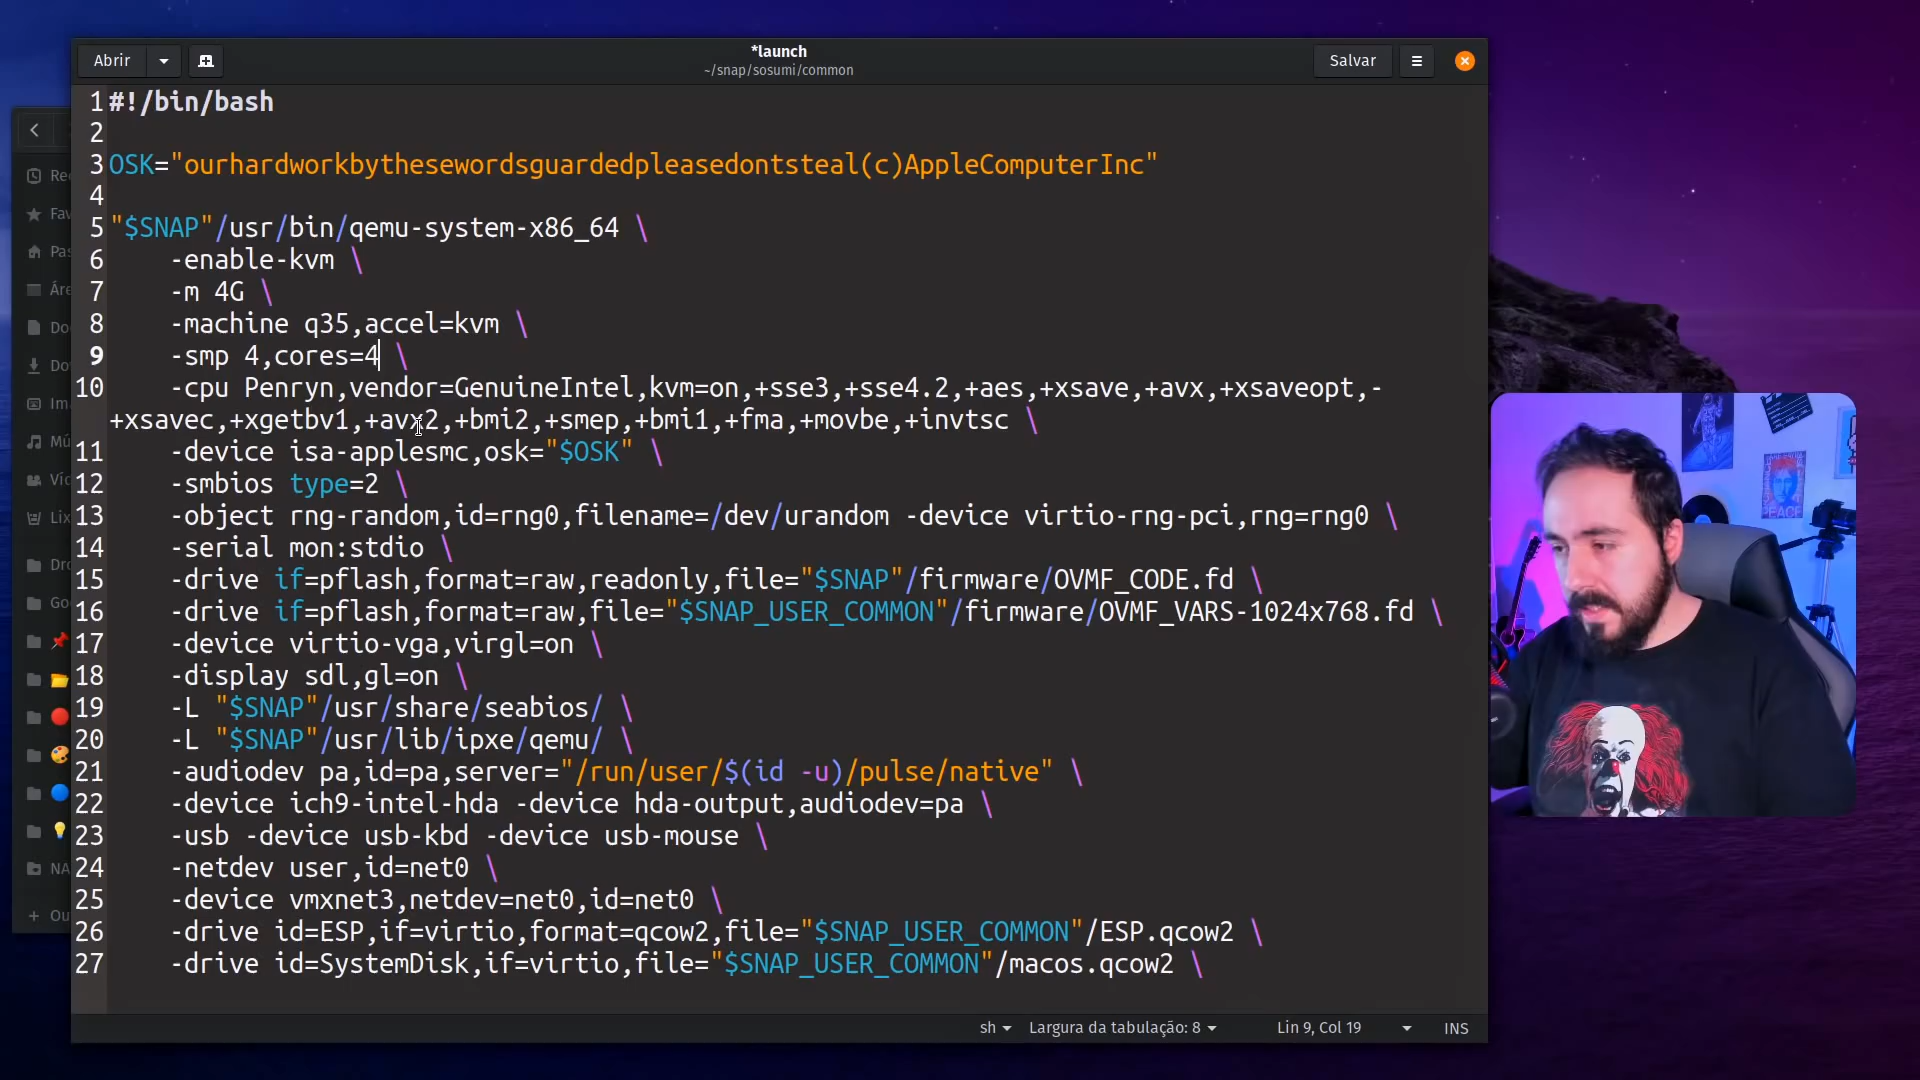 Abrir
*launch
~/snap/sosumi/common
Salvar
1 #!/bin/bash
2
3 OSK="ourhardworkbythesewordsguardedpleasedontsteal(c)AppleComputerInc"
4
5 "$SNAP"/usr/bin/qemu-system-x86_64 \
6 -enable-kvm \
7 -m 4G \
8 -machine q35,accel=kvm \
9 -smp 4,cores=4 \
10 -cpu Penryn,vendor=GenuineIntel,kvm=on,+sse3,+sse4.2,+aes,+xsave,+avx,+xsaveopt,-
+xsavec,+xgetbv1,+avx2,+bmi2,+smep,+bmi1,+fma,+movbe,+invtsc \
11 -device isa-applesmc,osk="$OSK" \
12 -smbios type=2 \
13 -object rng-random,id=rng0,filename=/dev/urandom -device virtio-rng-pci,rng=rng0 \
14 -serial mon:stdio \
15 -drive if=pflash,format=raw,readonly,file="$SNAP"/firmware/OVMF_CODE.fd \
16 -drive if=pflash,format=raw,file="$SNAP_USER_COMMON"/firmware/OVMF_VARS-1024x768.fd \
17 -device virtio-vga,virgl=on \
18 -display sdl,gl=on \
19 -L "$SNAP"/usr/share/seabios/ \
20 -L "$SNAP"/usr/lib/ipxe/qemu/ \
21 -audiodev pa,id=pa,server="/run/user/$(id -u)/pulse/native" \
22 -device ich9-intel-hda -device hda-output,audiodev=pa \
23 -usb -device usb-kbd -device usb-mouse \
24 -netdev user,id=net0 \
25 -device vmxnet3,netdev=net0,id=net0 \
26 -drive id=ESP,if=virtio,format=qcow2,file="$SNAP_USER_COMMON"/ESP.qcow2 \
27 -drive id=SystemDisk,if=virtio,file="$SNAP_USER_COMMON"/macos.qcow2 \
sh
Largura da tabulação: 8
Lin 9, Col 19
INS
PEACE